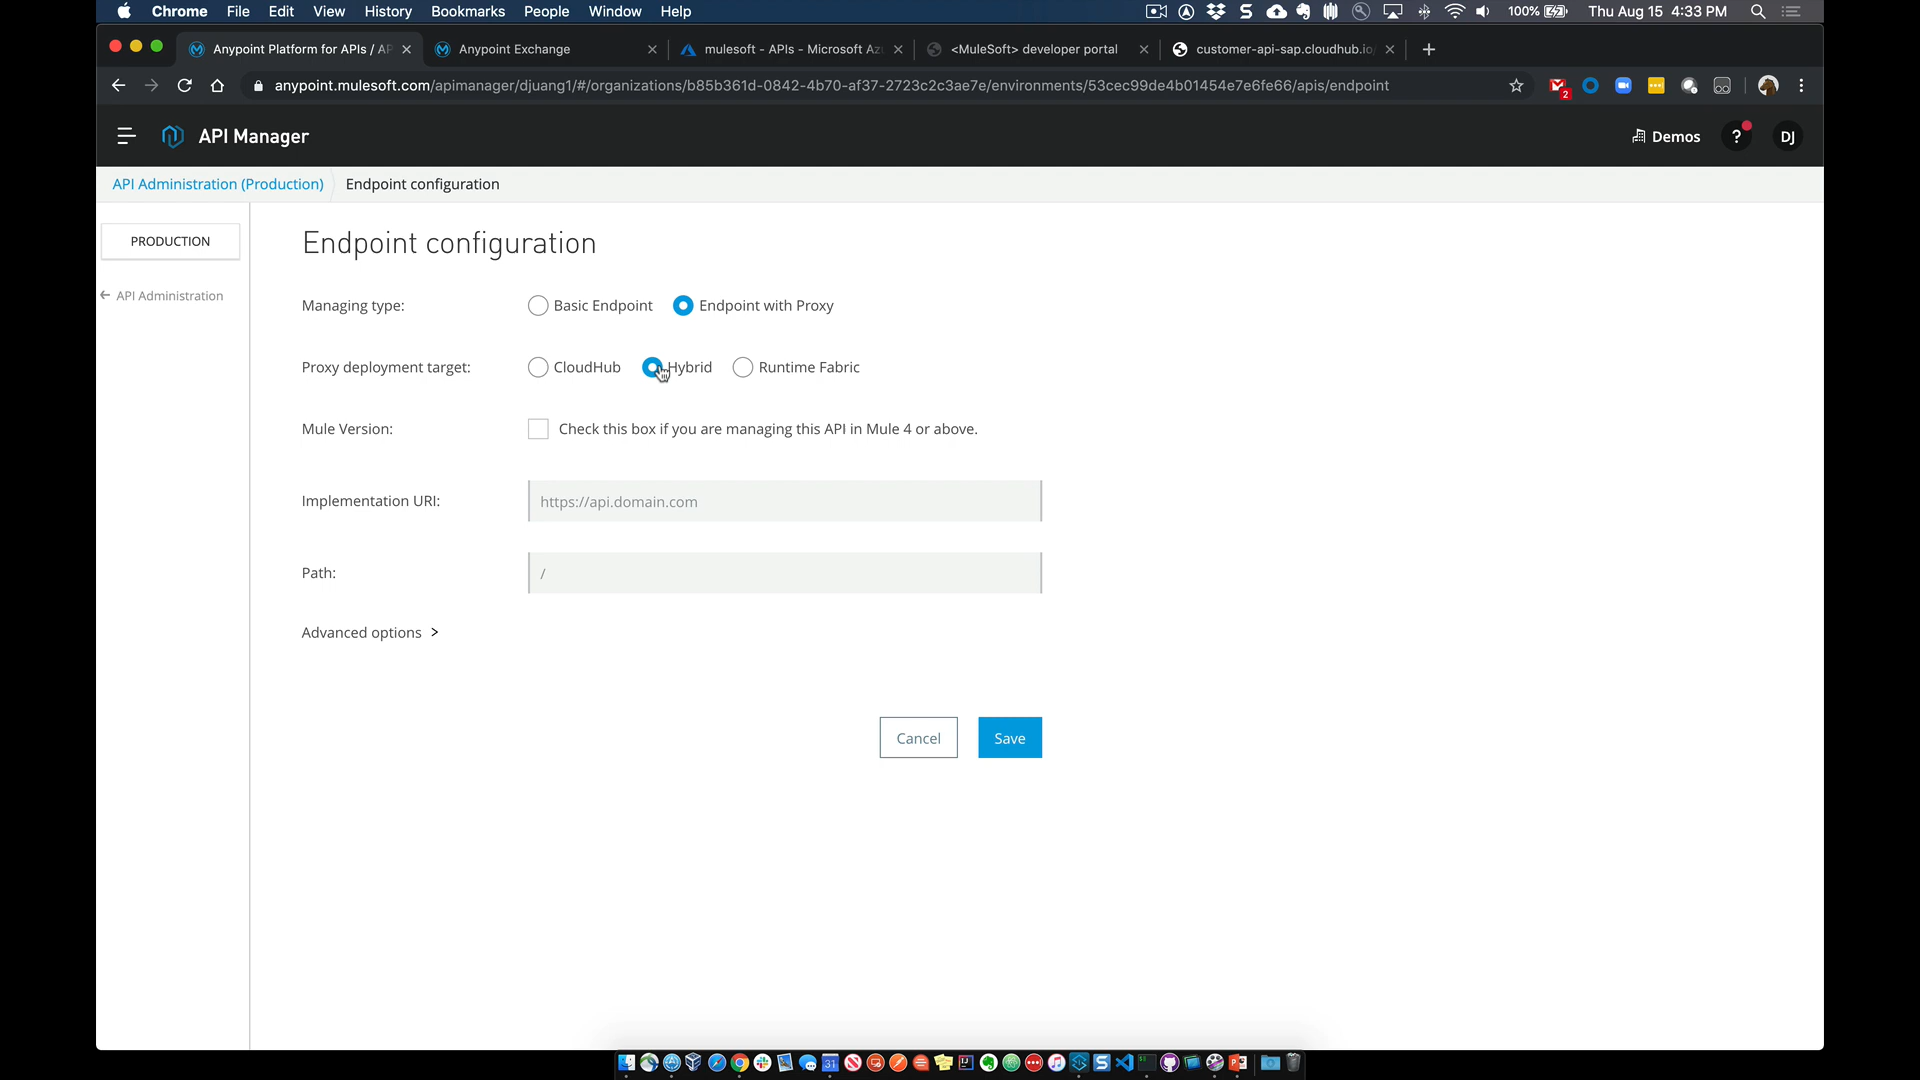 Chrome File Edit View History Bookmarks People Window Help 100% Thu Aug 15 4:33 PM
Anypoint Platform for APIs / AP Anypoint Exchange mulesoft - APIs - Microsoft Az <MuleSoft> developer portal customer-api-sap.cloudhub.io
anypoint.mulesoft.com/apimanager/djuang1/#/organizations/b85b361d-0842-4b70-af37-2723c2c3ae7e/environments/53cec99de4b01454e7e6fe66/apis/endpoint
2
API Manager Demos ? DJ
API Administration (Production) Endpoint configuration
PRODUCTION
API Administration
Endpoint configuration
Managing type: Basic Endpoint Endpoint with Proxy
Proxy deployment target: CloudHub Hybrid Runtime Fabric
Mule Version: Check this box if you are managing this API in Mule 4 or above.
Implementation URI: https://api.domain.com
Path: /
Advanced options >
Cancel Save
31